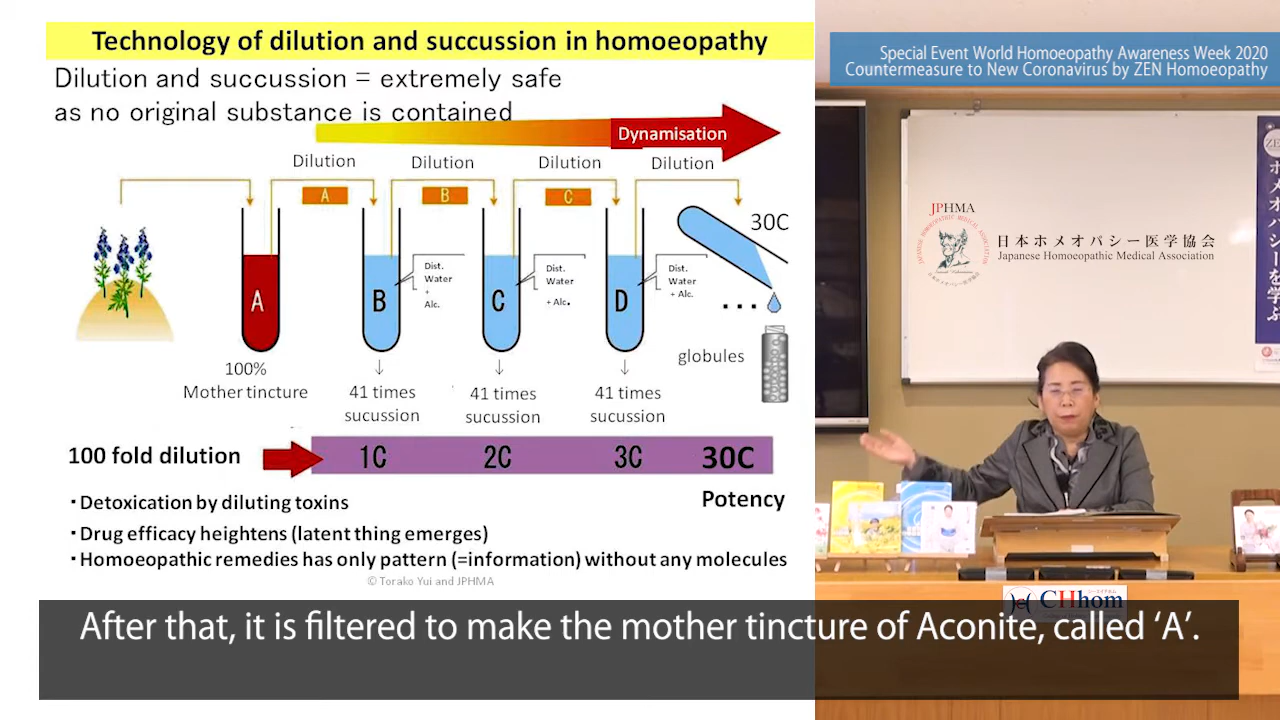 Technology of dilution and succussion in homoeopathy
Dilution and succussion = extremely safe
as no original substance is contained
Dynamisation
Dilution
Dilution
Dilution
Dilution
A
B
C
30C
Dist.
Water
+
Alc.
Dist.
Water
+ Alc.
Dist.
Water
+ Alc.
A
B
C
D
...
globules
100%
Mother tincture
41 times
sucussion
41 times
sucussion
41 times
sucussion
100 fold dilution
1C
2C
3C
30C
Potency
・Detoxication by diluting toxins
・Drug efficacy heightens (latent thing emerges)
・Homoeopathic remedies has only pattern (=information) without any molecules
© Torako Yui and JPHMA
Special Event World Homoeopathy Awareness Week 2020
Countermeasure to New Coronavirus by ZEN Homoeopathy
JPHMA
日本ホメオパシー医学協会
Japanese Homoeopathic Medical Association
ZE
ホメオパシーを学ぶ
CHhom
After that, it is filtered to make the mother tincture of Aconite, called ‘A’.